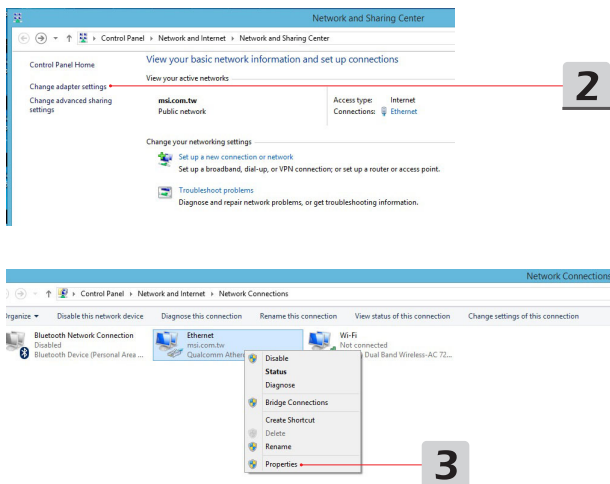 Network and Sharing Center
Control Panel ▸ Network and Internet ▸ Network and Sharing Center
Control Panel Home
Change adapter settings
Change advanced sharing
settings
View your basic network information and set up connections
View your active networks
msi.com.tw
Public network
Access type: Internet
Connections: Ethernet
Change your networking settings
Set up a new connection or network
Set up a broadband, dial-up, or VPN connection; or set up a router or access point.
Troubleshoot problems
Diagnose and repair network problems, or get troubleshooting information.
2
Network Connections
Control Panel ▸ Network and Internet ▸ Network Connections
Organize Disable this network device Diagnose this connection Rename this connection View status of this connection Change settings of this connection
Bluetooth Network Connection
Disabled
Bluetooth Device (Personal Area ...
Ethernet
msi.com.tw
Qualcomm Ather
Wi-Fi
Not connected
Dual Band Wireless-AC 72...
Disable
Status
Diagnose
Bridge Connections
Create Shortcut
Delete
Rename
Properties
3